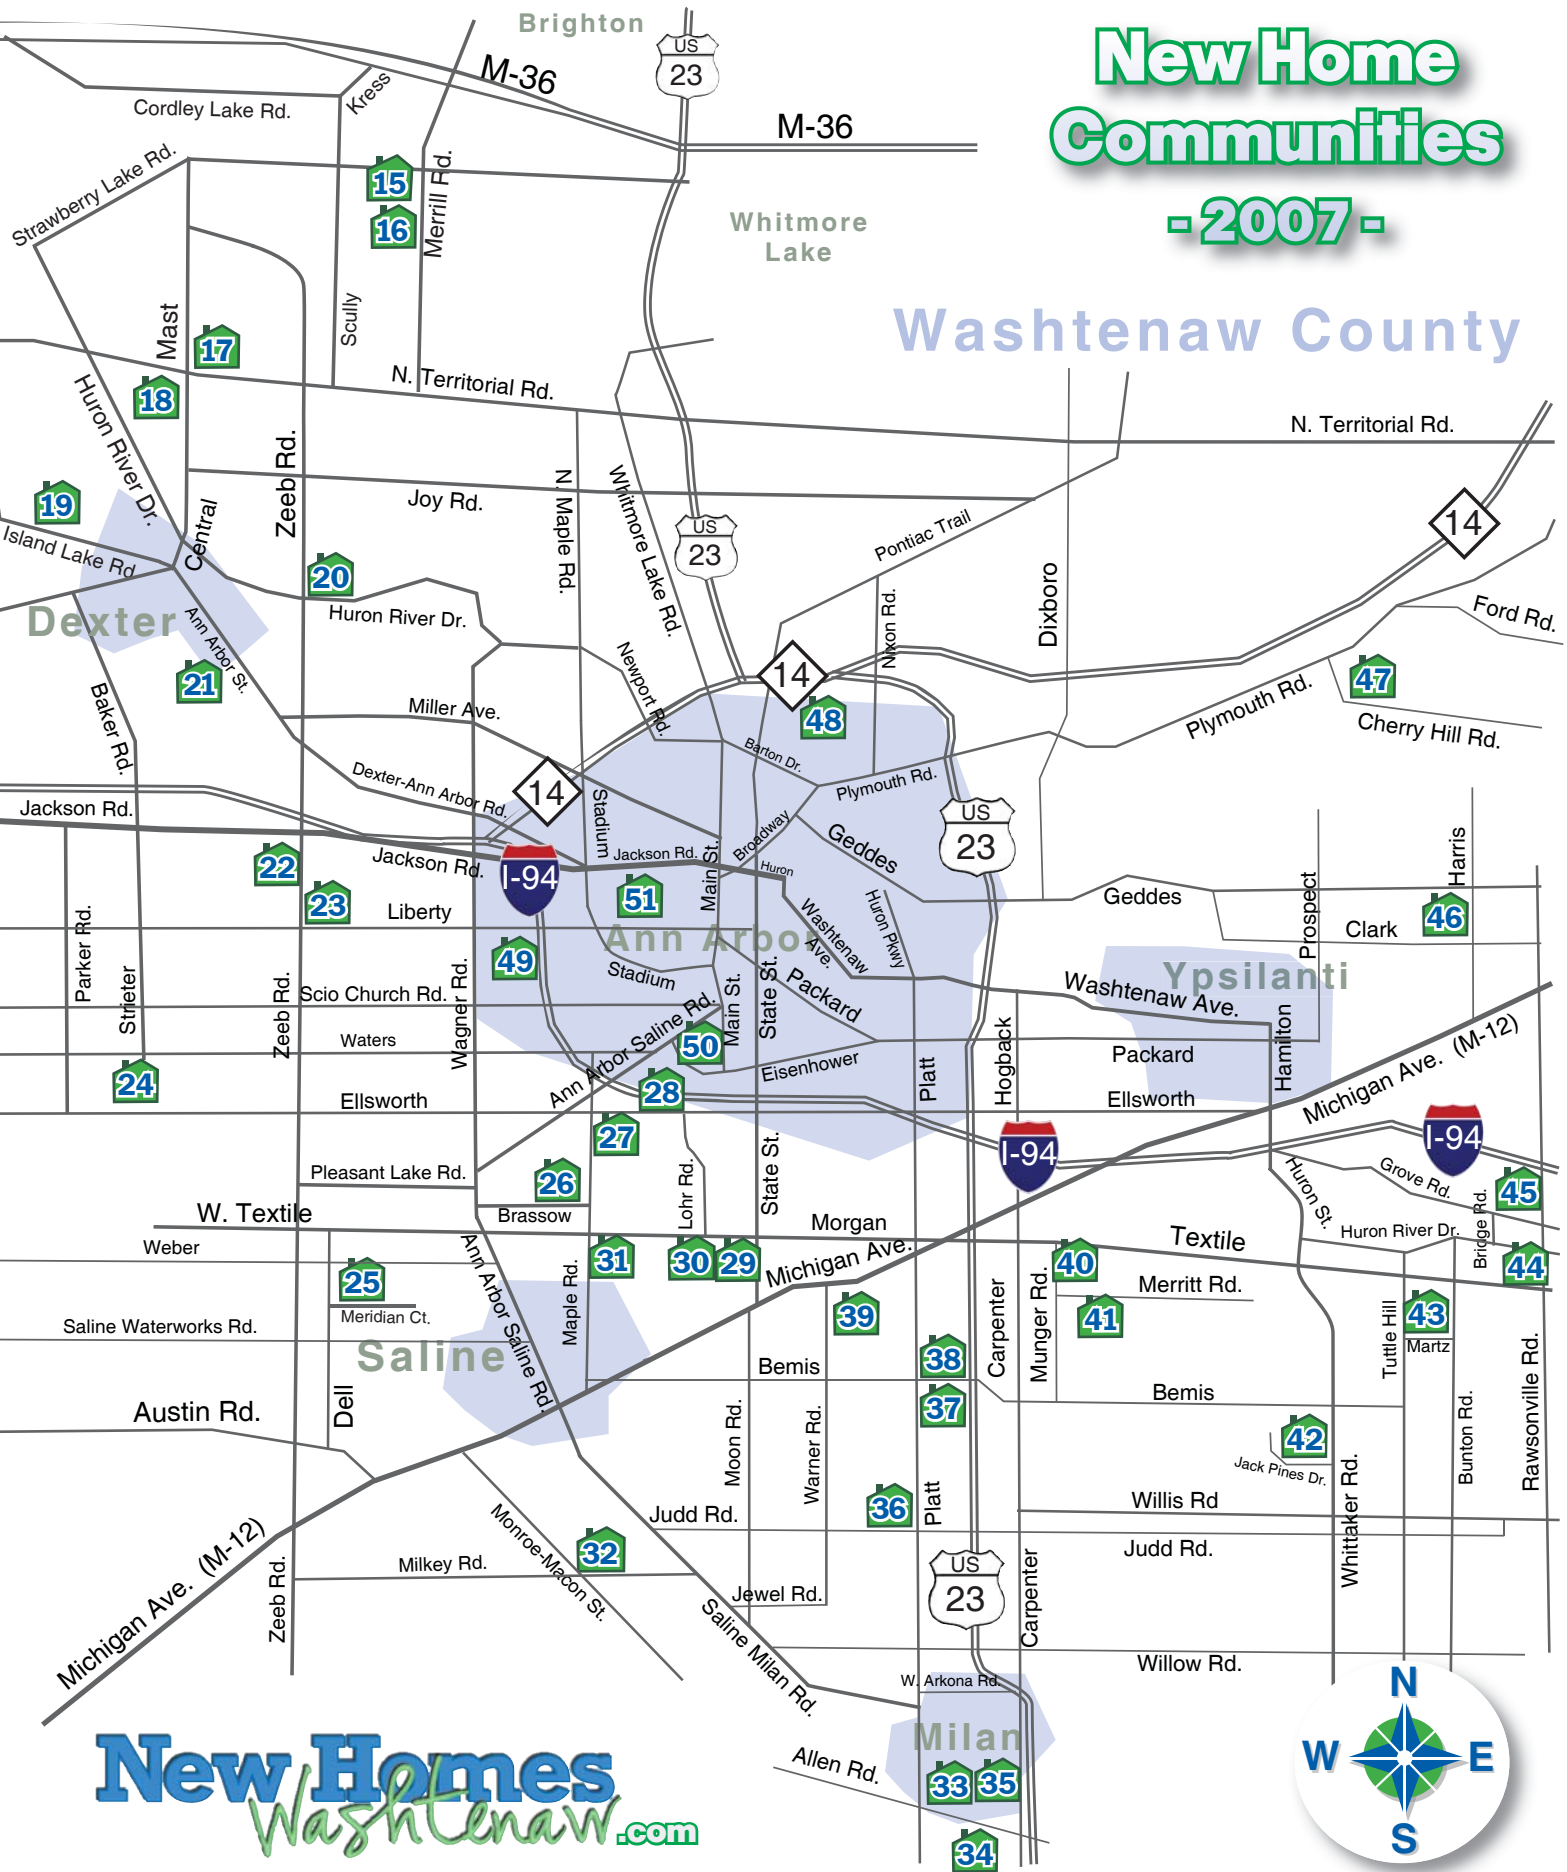 Brighton
US
23
New Home
Communities
- 2007 -
M-36
M-36
Kress
Cordley Lake Rd.
Strawberry Lake Rd.
15
16
Merrill Rd.
Whitmore
Lake
Washtenaw County
Scully
Mast
17
18
N. Territorial Rd.
N. Territorial Rd.
Huron River Dr.
Zeeb Rd.
19
Central
Joy Rd.
N. Maple Rd.
Whitmore Lake Rd.
US
23
Pontiac Trail
14
Island Lake Rd
20
Huron River Dr.
Dixboro
Nixon Rd.
Ford Rd.
Dexter
Ann Arbor St.
21
Newport Rd.
14
48
47
Plymouth Rd.
Cherry Hill Rd.
Baker Rd.
Miller Ave.
Barton Dr.
Dexter-Ann Arbor Rd.
14
Plymouth Rd.
Jackson Rd.
Stadium
Broadway
Geddes
US
23
22
Jackson Rd.
I-94
Jackson Rd.
Main St.
Huron
23
Liberty
51
Huron Pkwy
Washtenaw
Ave.
Geddes
Prospect
Harris
46
Clark
Ann Arbor
Parker Rd.
Strieter
49
Stadium
Packard
Ypsilanti
Washtenaw Ave.
Zeeb Rd.
Scio Church Rd.
Wagner Rd.
Main St.
State St.
Waters
Ann Arbor Saline Rd.
50
Eisenhower
Platt
Hogback
Packard
Hamilton
Michigan Ave. (M-12)
24
Ellsworth
28
Ellsworth
27
I-94
I-94
Pleasant Lake Rd.
26
Lohr Rd.
State St.
Huron St.
Grove Rd.
45
W. Textile
Brassow
Morgan
Textile
Huron River Dr.
Bridge Rd.
Weber
31
30
29
Michigan Ave.
40
44
25
Meridian Ct.
Ann Arbor Saline Rd.
Maple Rd.
39
Carpenter
Munger Rd.
Merritt Rd.
41
43
Tuttle Hill
Martz
Saline Waterworks Rd.
Saline
38
Bemis
Bemis
37
Rawsonville Rd.
Austin Rd.
Dell
Moon Rd.
Warner Rd.
42
Jack Pines Dr.
Bunton Rd.
36
Platt
Willis Rd
Whittaker Rd.
Judd Rd.
Judd Rd.
Monroe-Macon St.
32
Milkey Rd.
US
23
Carpenter
Jewel Rd.
Michigan Ave. (M-12)
Zeeb Rd.
Saline Milan Rd.
Willow Rd.
W. Arkona Rd.
Milan
Allen Rd.
33
35
34
N
W
E
S
New Homes
Washtenaw
.com